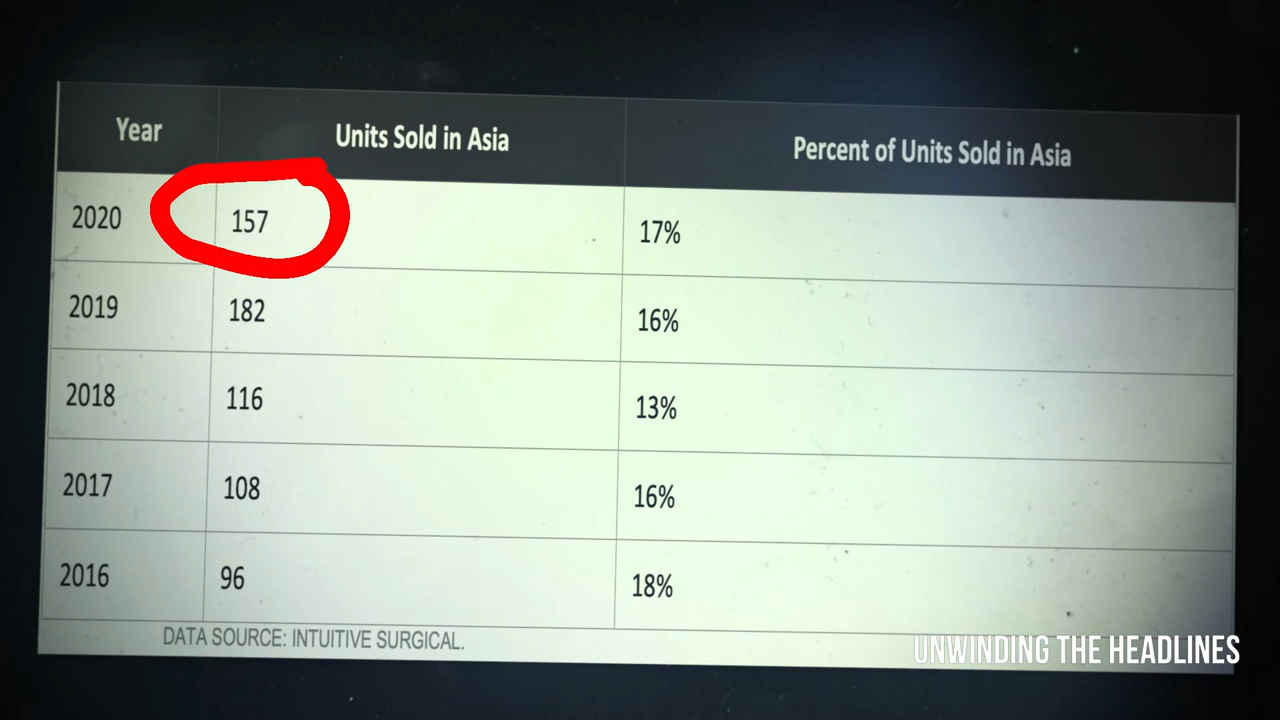 Year Units Sold in Asia Percent of Units Sold in Asia
2020 157 17%
2019 182 16%
2018 116 13%
2017 108 16%
2016 96 18%
DATA SOURCE: INTUITIVE SURGICAL.
UNWINDING THE HEADLINES